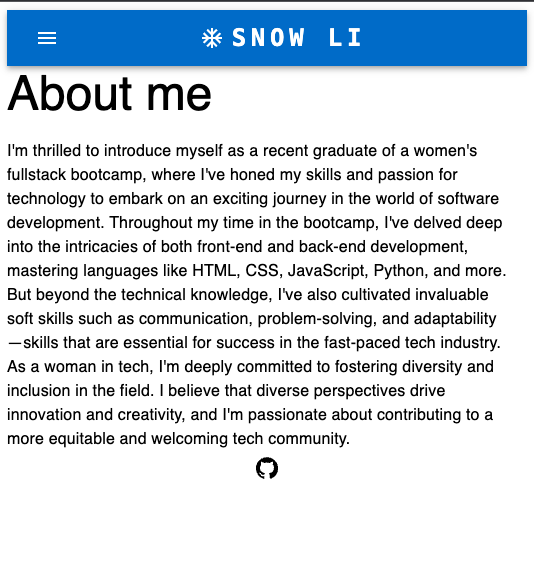 SNOW LI
About me
I'm thrilled to introduce myself as a recent graduate of a women's
fullstack bootcamp, where I've honed my skills and passion for
technology to embark on an exciting journey in the world of software
development. Throughout my time in the bootcamp, I've delved deep
into the intricacies of both front-end and back-end development,
mastering languages like HTML, CSS, JavaScript, Python, and more.
But beyond the technical knowledge, I've also cultivated invaluable
soft skills such as communication, problem-solving, and adaptability
—skills that are essential for success in the fast-paced tech industry.
As a woman in tech, I'm deeply committed to fostering diversity and
inclusion in the field. I believe that diverse perspectives drive
innovation and creativity, and I'm passionate about contributing to a
more equitable and welcoming tech community.